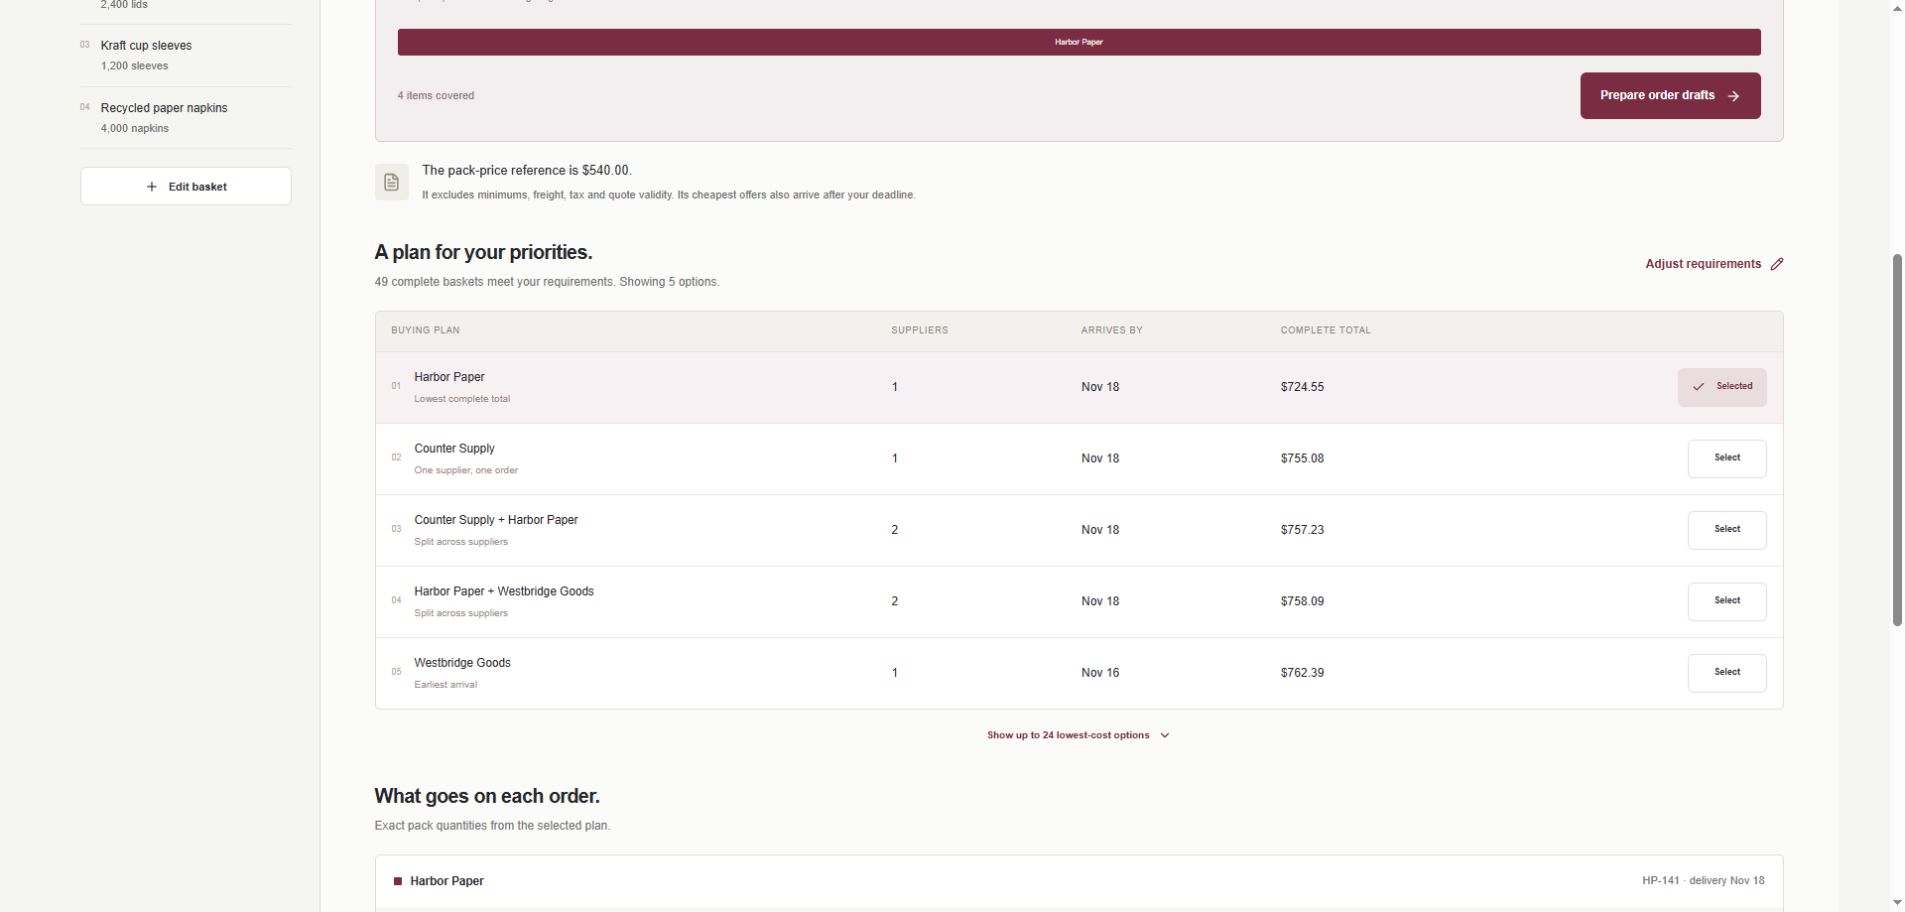 2,400 lids
03 Kraft cup sleeves
1,200 sleeves
04 Recycled paper napkins
4,000 napkins
+ Edit basket
Harbor Paper
4 items covered
Prepare order drafts →
The pack-price reference is $540.00.
It excludes minimums, freight, tax and quote validity. Its cheapest offers also arrive after your deadline.
A plan for your priorities.
49 complete baskets meet your requirements. Showing 5 options.
Adjust requirements
BUYING PLAN SUPPLIERS ARRIVES BY COMPLETE TOTAL
01 Harbor Paper 1 Nov 18 $724.55 Selected
Lowest complete total
02 Counter Supply 1 Nov 18 $755.08 Select
One supplier, one order
03 Counter Supply + Harbor Paper 2 Nov 18 $757.23 Select
Split across suppliers
04 Harbor Paper + Westbridge Goods 2 Nov 18 $758.09 Select
Split across suppliers
05 Westbridge Goods 1 Nov 16 $762.39 Select
Earliest arrival
Show up to 24 lowest-cost options
What goes on each order.
Exact pack quantities from the selected plan.
Harbor Paper HP-141 · delivery Nov 18